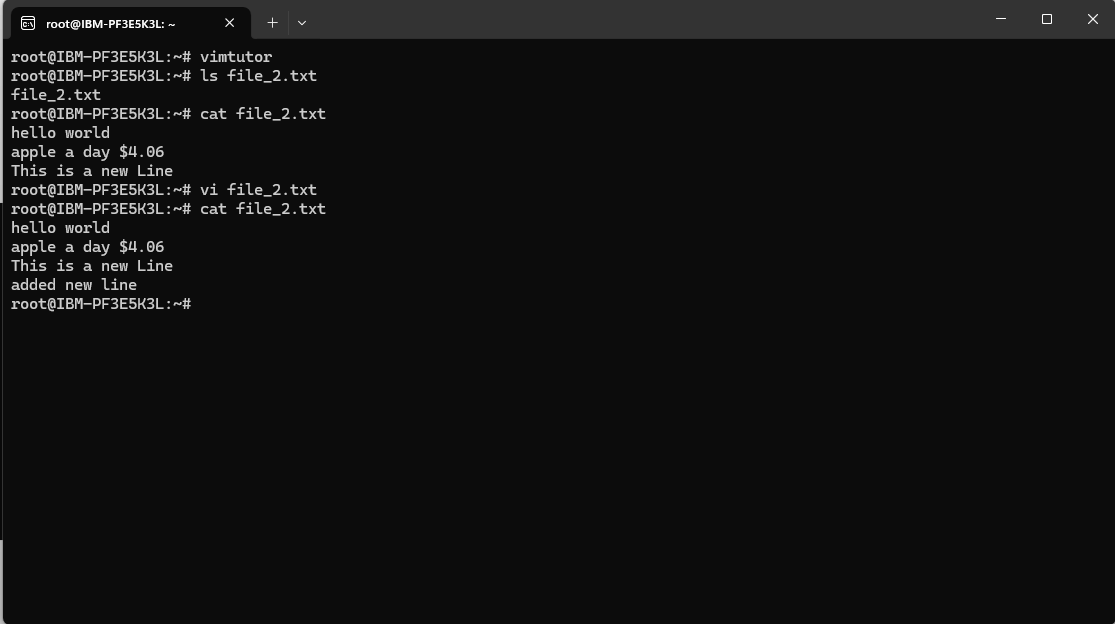 root@IBM-PF3E5K3L: ~
root@IBM-PF3E5K3L:~# vimtutor
root@IBM-PF3E5K3L:~# ls file_2.txt
file_2.txt
root@IBM-PF3E5K3L:~# cat file_2.txt
hello world
apple a day $4.06
This is a new Line
root@IBM-PF3E5K3L:~# vi file_2.txt
root@IBM-PF3E5K3L:~# cat file_2.txt
hello world
apple a day $4.06
This is a new Line
added new line
root@IBM-PF3E5K3L:~#